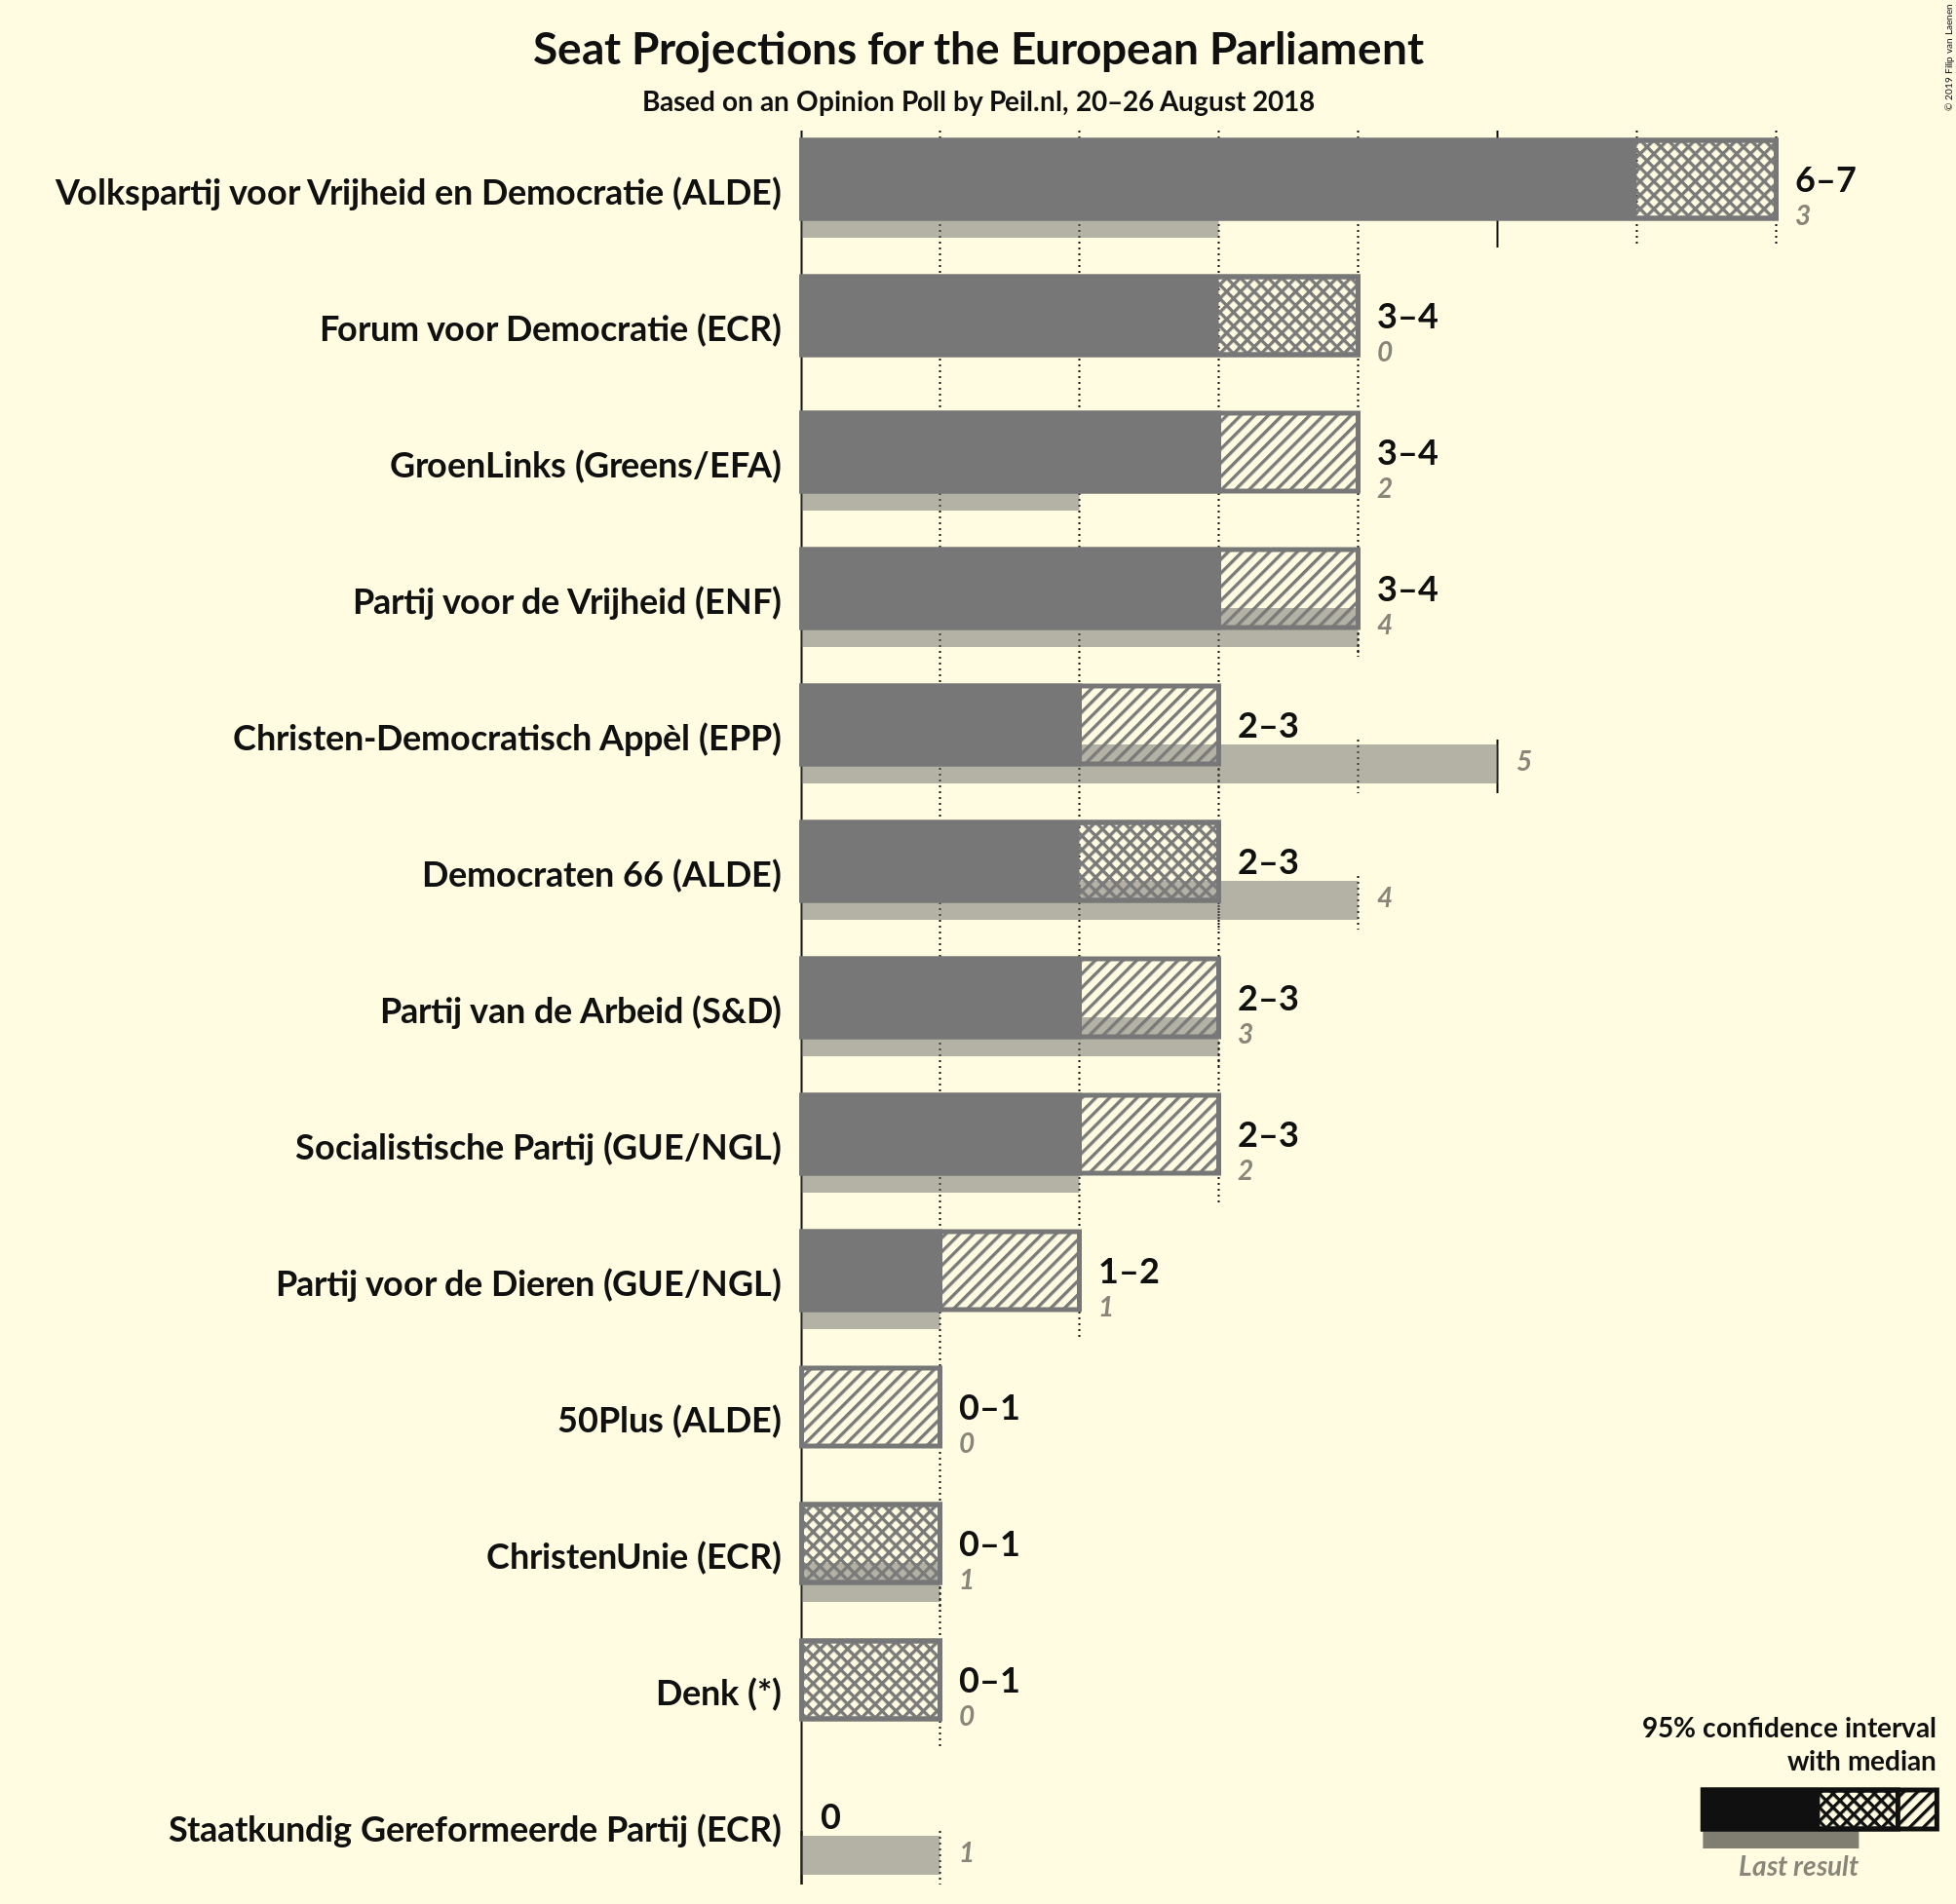 Seat Projections for the European Parliament
Based on an Opinion Poll by Peil.nl, 20–26 August 2018
© 2019 Filip van Laenen
Volkspartij voor Vrijheid en Democratie (ALDE)
6–7
3
Forum voor Democratie (ECR)
3–4
0
GroenLinks (Greens/EFA)
3–4
2
Partij voor de Vrijheid (ENF)
3–4
4
Christen-Democratisch Appèl (EPP)
2–3
5
Democraten 66 (ALDE)
2–3
4
Partij van de Arbeid (S&D)
2–3
3
Socialistische Partij (GUE/NGL)
2–3
2
Partij voor de Dieren (GUE/NGL)
1–2
1
50Plus (ALDE)
0–1
0
ChristenUnie (ECR)
0–1
1
Denk (*)
0–1
0
Staatkundig Gereformeerde Partij (ECR)
0
1
95% confidence interval
with median
Last result